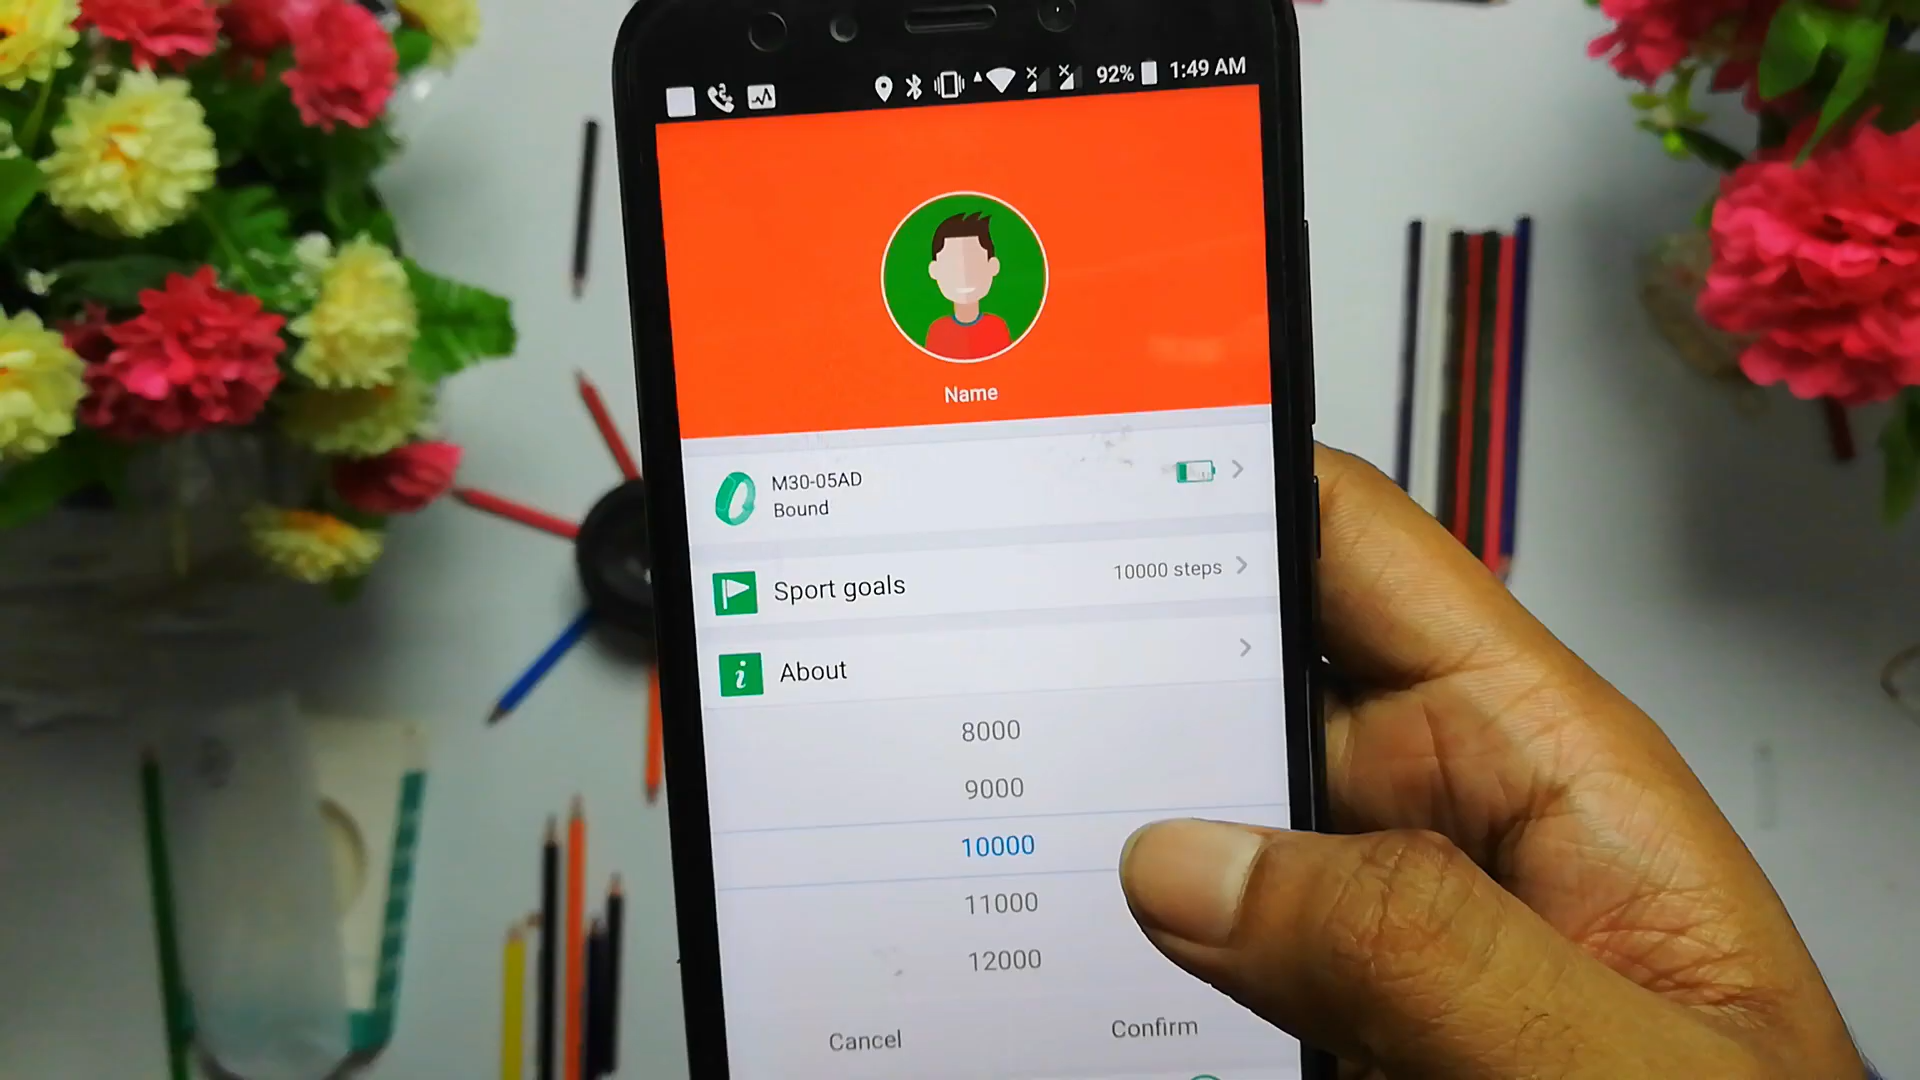 92% 1:49 AM
Name
M30-05AD
Bound
Sport goals
10000 steps
About
8000
9000
10000
11000
12000
Cancel
Confirm